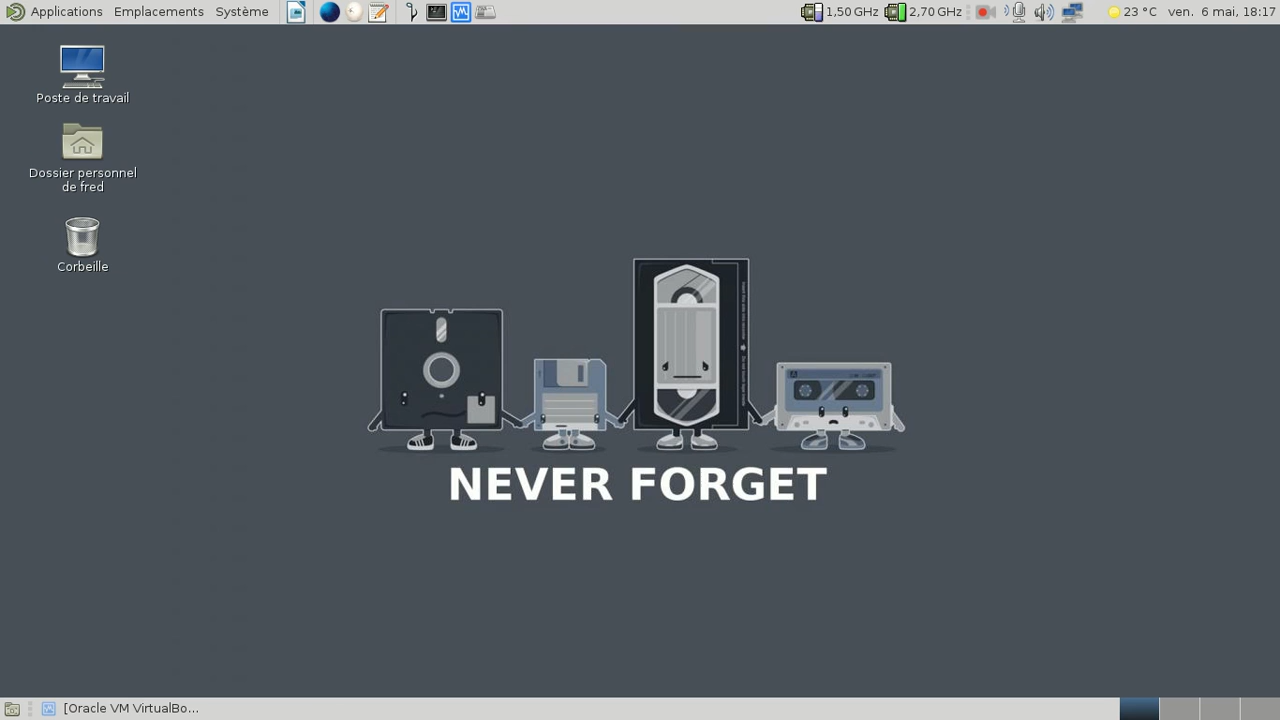 Applications Emplacements Système 1,50 GHz 2,70 GHz 23 °C ven. 6 mai, 18:17
Poste de travail
Dossier personnel
de fred
Corbeille
NEVER FORGET
[Oracle VM VirtualBo...